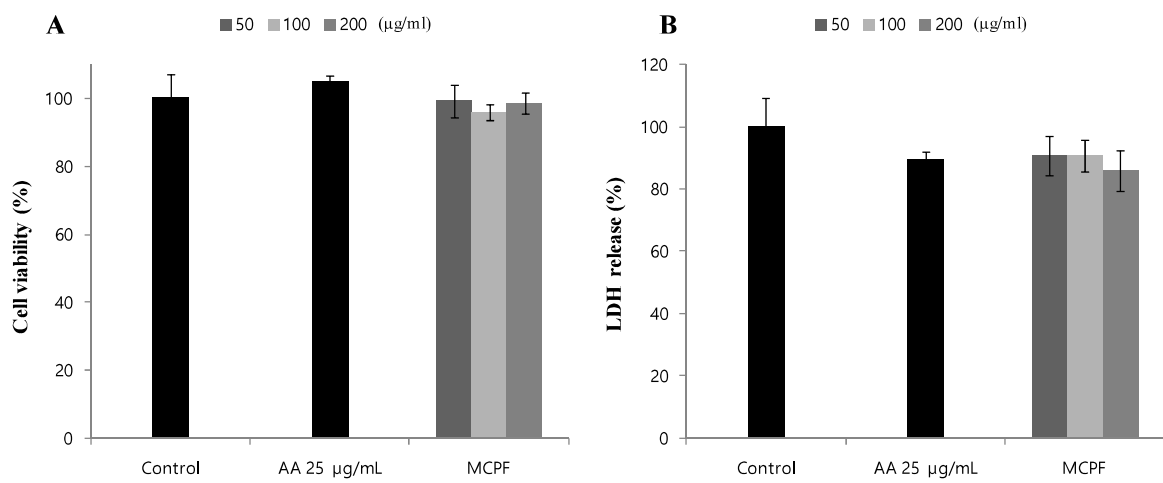 A
50 100 200 (μg/ml)
Cell viability (%)
100
80
60
40
20
0
Control AA 25 μg/mL MCPF
B
50 100 200 (μg/ml)
LDH release (%)
120
100
80
60
40
20
0
Control AA 25 μg/mL MCPF